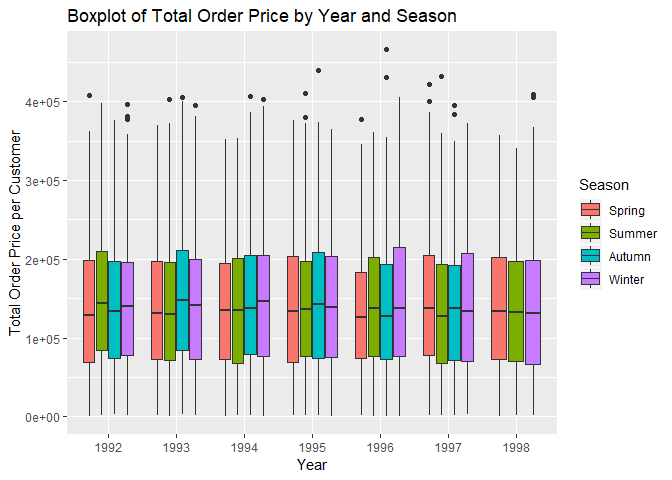 Boxplot of Total Order Price by Year and Season
Total Order Price per Customer
4e+05
3e+05
2e+05
1e+05
0e+00
1992 1993 1994 1995 1996 1997 1998
Year
Season
Spring
Summer
Autumn
Winter